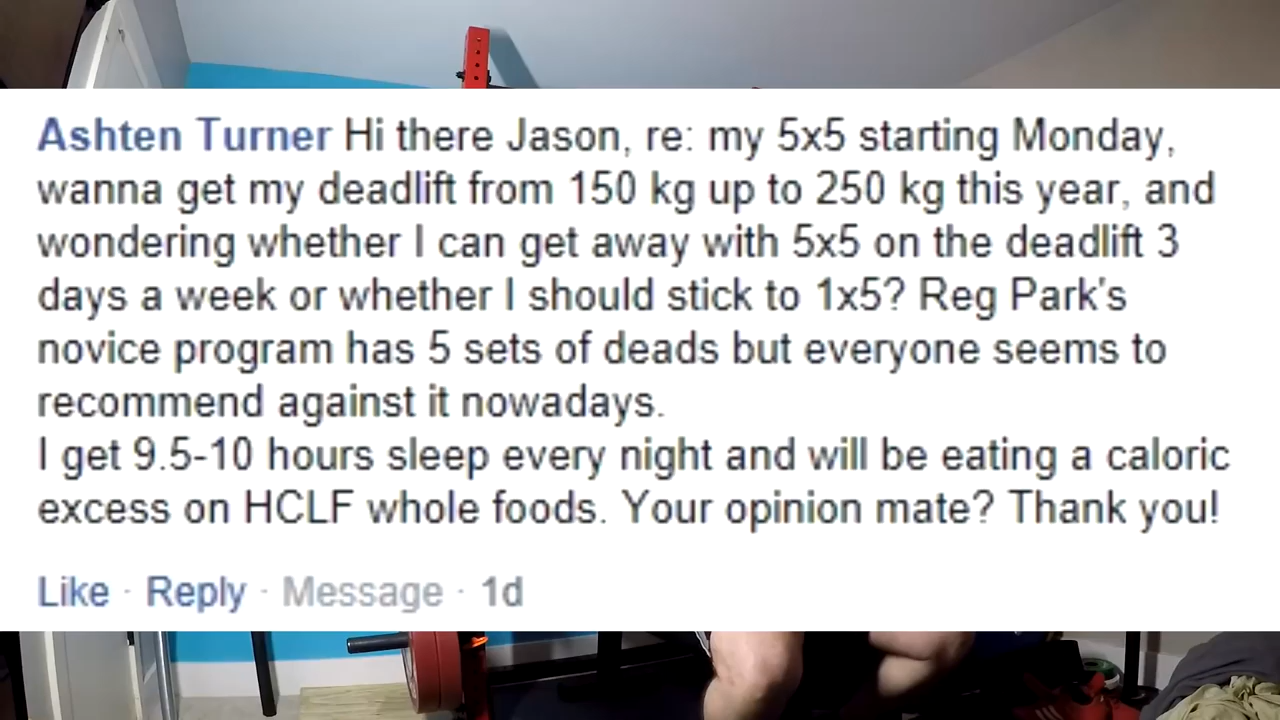 Ashten Turner Hi there Jason, re: my 5x5 starting Monday,
wanna get my deadlift from 150 kg up to 250 kg this year, and
wondering whether I can get away with 5x5 on the deadlift 3
days a week or whether I should stick to 1x5? Reg Park's
novice program has 5 sets of deads but everyone seems to
recommend against it nowadays.
I get 9.5-10 hours sleep every night and will be eating a caloric
excess on HCLF whole foods. Your opinion mate? Thank you!
Like · Reply · Message · 1d